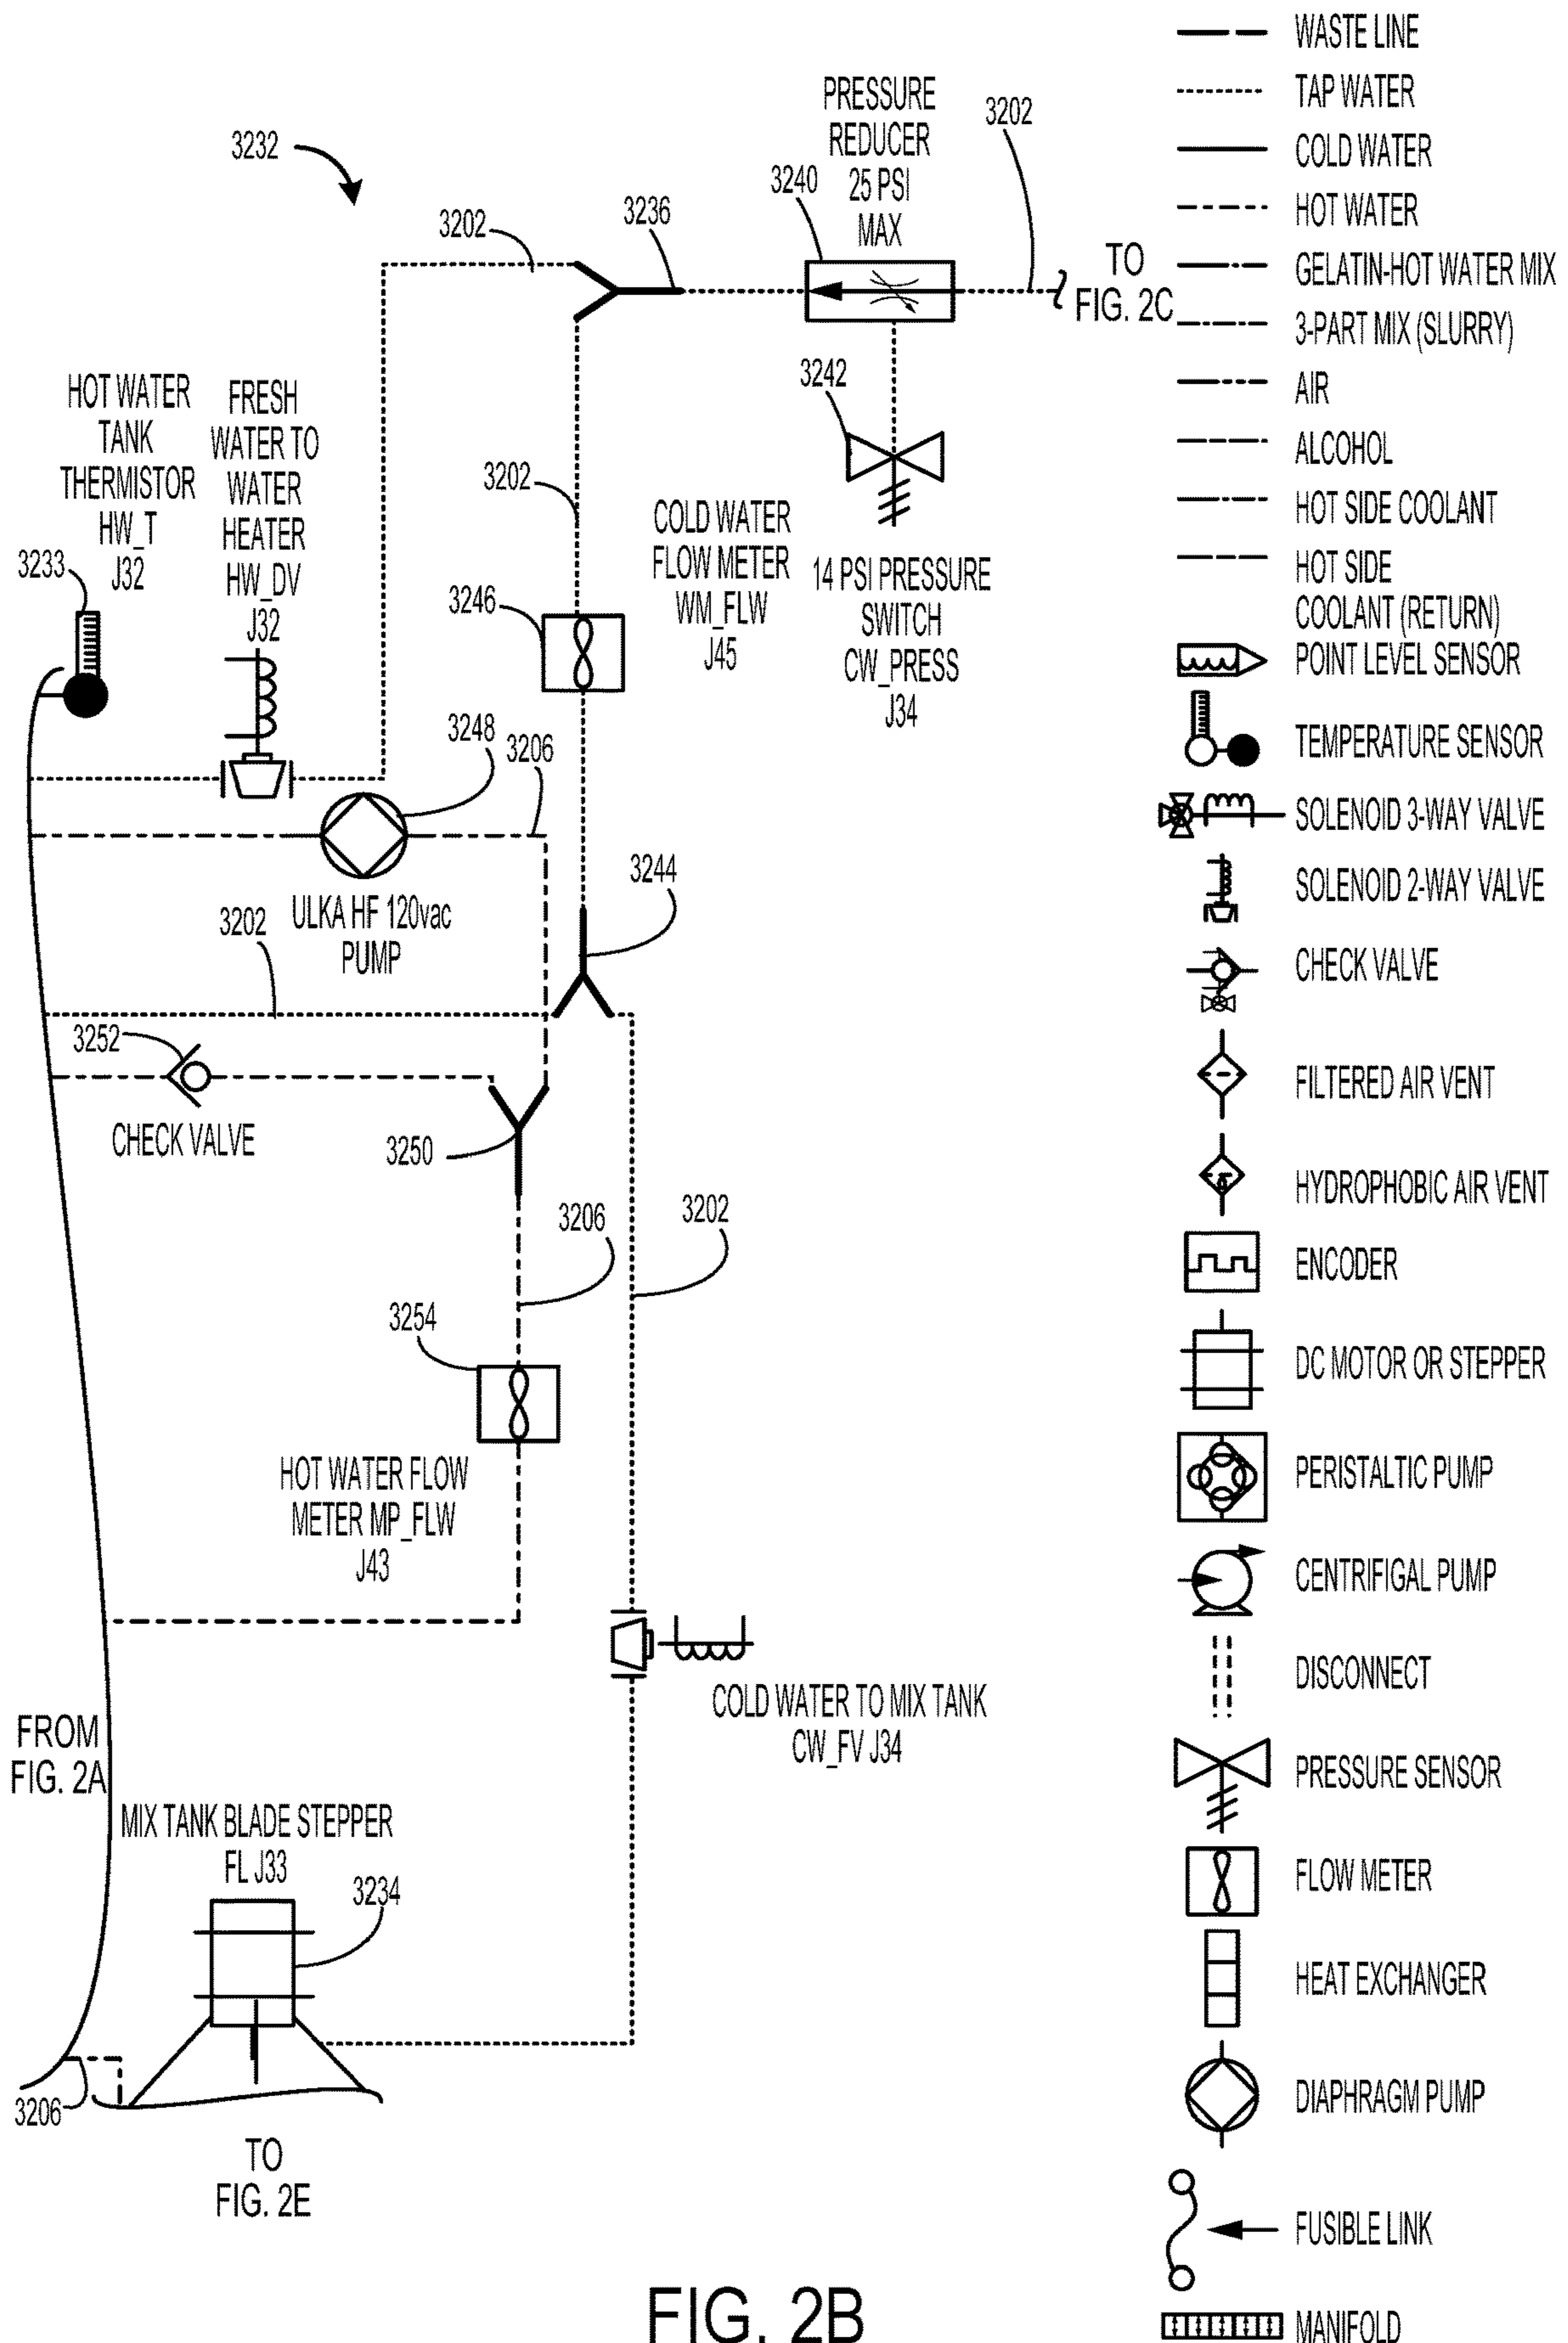 3232
3202
3236
3240
PRESSURE
REDUCER
25 PSI
MAX
3202
TO
FIG. 2C
3242
HOT WATER
TANK
THERMISTOR
HW_T
J32
3233
FRESH
WATER TO
WATER
HEATER
HW_DV
J32
3202
COLD WATER
FLOW METER
WM_FLW
J45
3246
14 PSI PRESSURE
SWITCH
CW_PRESS
J34
3248
3206
ULKA HF 120vac
PUMP
3244
3202
3252
CHECK VALVE
3250
3206
3202
3254
HOT WATER FLOW
METER MP_FLW
J43
COLD WATER TO MIX TANK
CW_FV J34
FROM
FIG. 2A
MIX TANK BLADE STEPPER
FL J33
3234
3206
TO
FIG. 2E
WASTE LINE
TAP WATER
COLD WATER
HOT WATER
GELATIN-HOT WATER MIX
3-PART MIX (SLURRY)
AIR
ALCOHOL
HOT SIDE COOLANT
HOT SIDE
COOLANT (RETURN)
POINT LEVEL SENSOR
TEMPERATURE SENSOR
SOLENOID 3-WAY VALVE
SOLENOID 2-WAY VALVE
CHECK VALVE
FILTERED AIR VENT
HYDROPHOBIC AIR VENT
ENCODER
DC MOTOR OR STEPPER
PERISTALTIC PUMP
CENTRIFIGAL PUMP
DISCONNECT
PRESSURE SENSOR
FLOW METER
HEAT EXCHANGER
DIAPHRAGM PUMP
FUSIBLE LINK
MANIFOLD
FIG. 2B